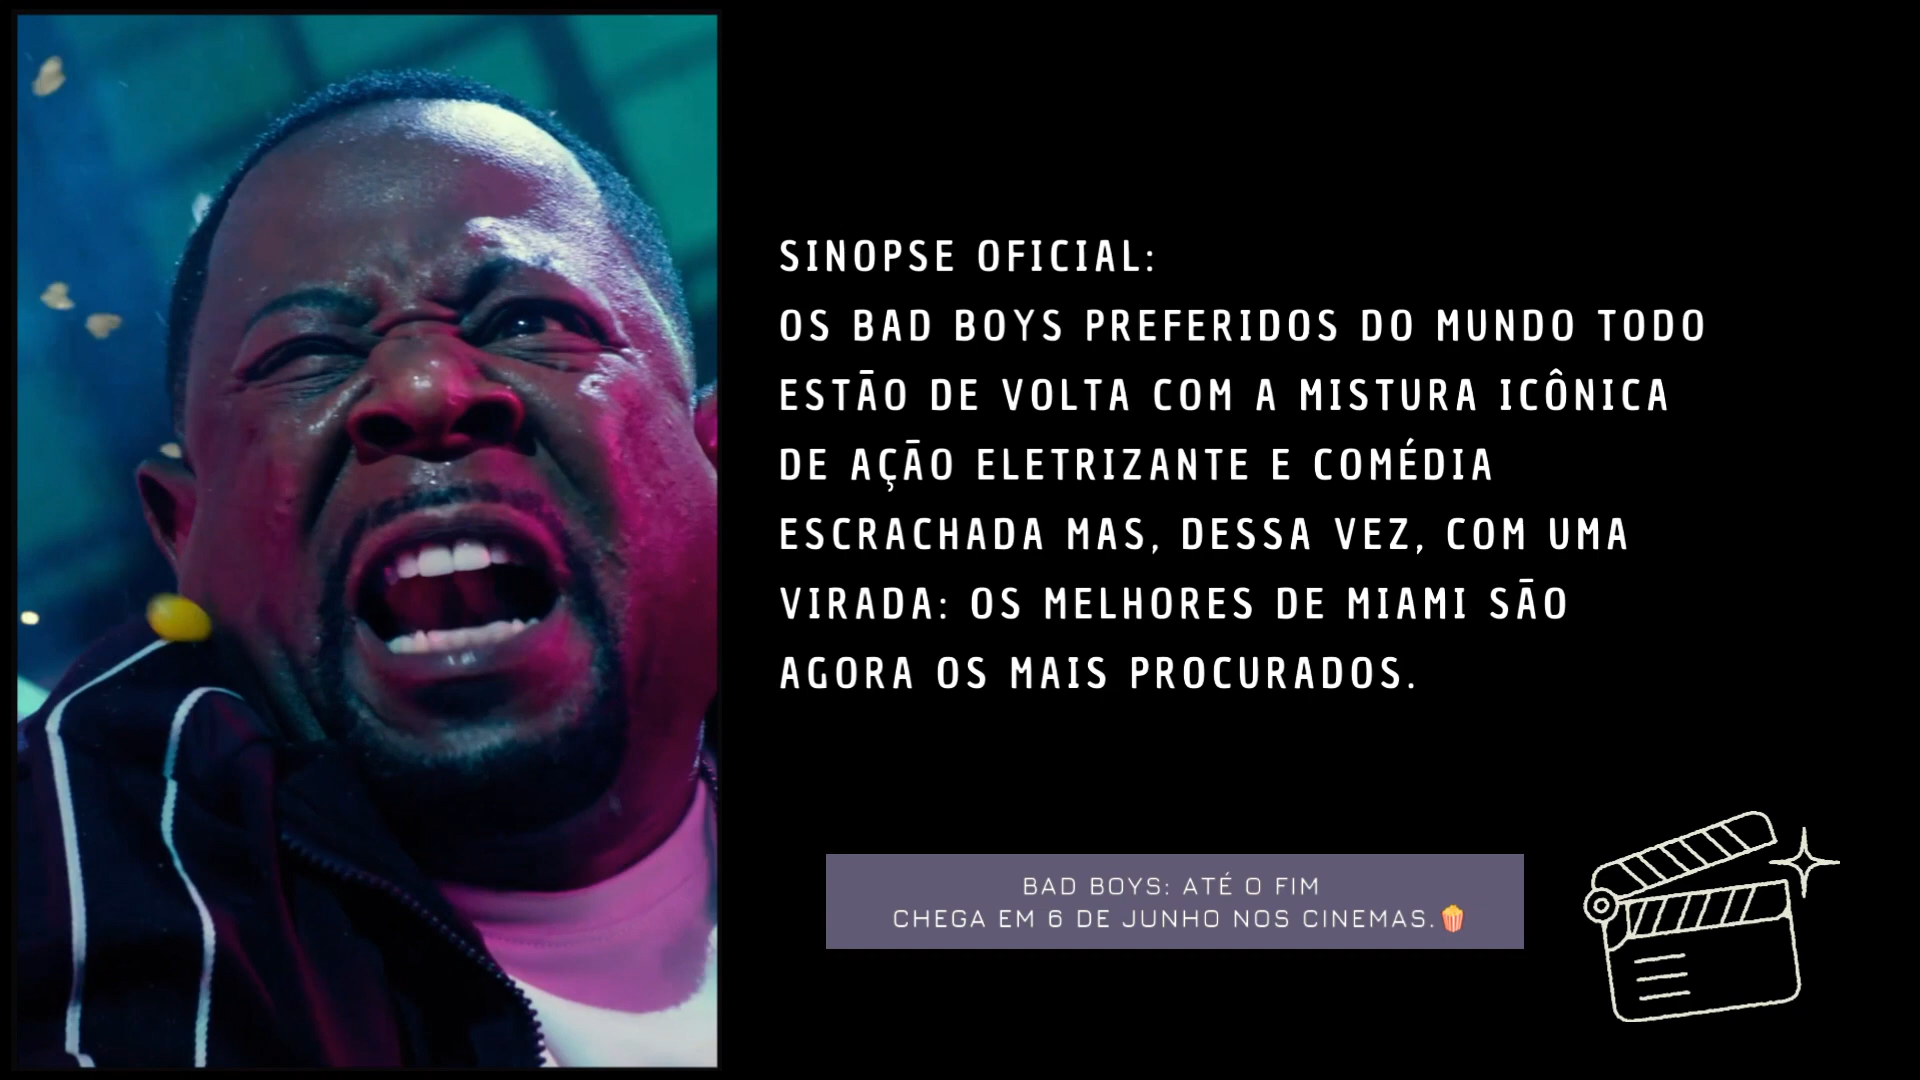 SINOPSE OFICIAL:
OS BAD BOYS PREFERIDOS DO MUNDO TODO
ESTÃO DE VOLTA COM A MISTURA ICÔNICA
DE AÇÃO ELETRIZANTE E COMÉDIA
ESCRACHADA MAS, DESSA VEZ, COM UMA
VIRADA: OS MELHORES DE MIAMI SÃO
AGORA OS MAIS PROCURADOS.
BAD BOYS: ATÉ O FIM
CHEGA EM 6 DE JUNHO NOS CINEMAS.🍿